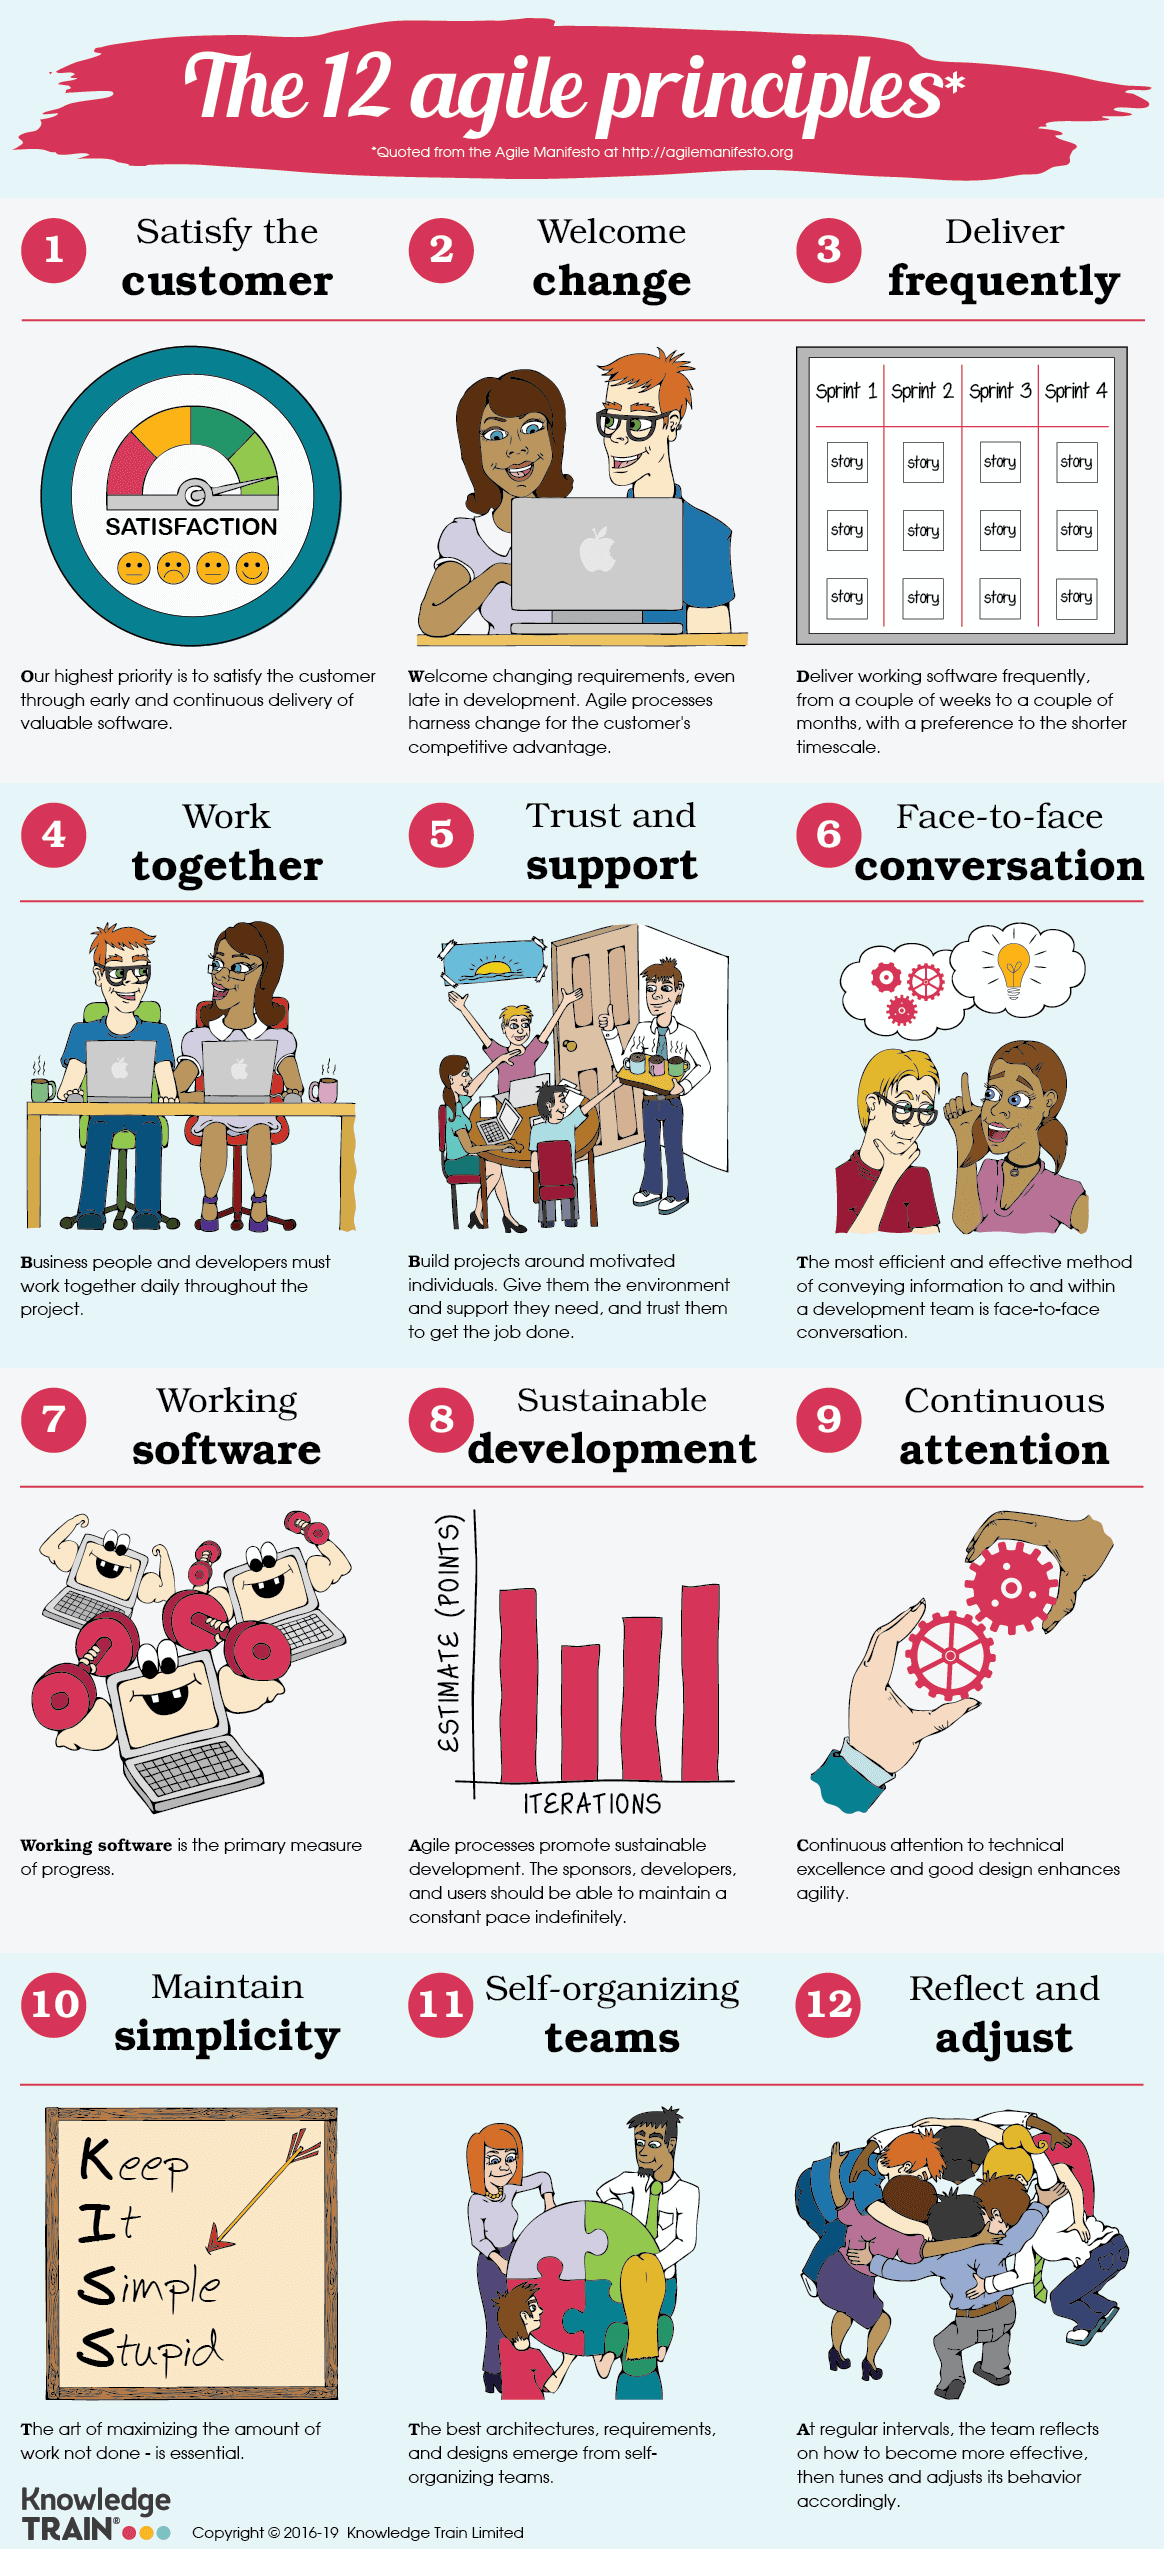 The 12 agile principles*
*Quoted from the Agile Manifesto at http://agilemanifesto.org
1
Satisfy the
customer
SATISFACTION
Our highest priority is to satisfy the customer
through early and continuous delivery of
valuable software.
2
Welcome
change
Welcome changing requirements, even
late in development. Agile processes
harness change for the customer's
competitive advantage.
3
Deliver
frequently
Sprint 1 Sprint 2 Sprint 3 Sprint 4
story story story story
story story story story
story story story story
Deliver working software frequently,
from a couple of weeks to a couple of
months, with a preference to the shorter
timescale.
4
Work
together
Business people and developers must
work together daily throughout the
project.
5
Trust and
support
Build projects around motivated
individuals. Give them the environment
and support they need, and trust them
to get the job done.
6
Face-to-face
conversation
The most efficient and effective method
of conveying information to and within
a development team is face-to-face
conversation.
7
Working
software
Working software is the primary measure
of progress.
8
Sustainable
development
ESTIMATE (POINTS)
ITERATIONS
Agile processes promote sustainable
development. The sponsors, developers,
and users should be able to maintain a
constant pace indefinitely.
9
Continuous
attention
Continuous attention to technical
excellence and good design enhances
agility.
10
Maintain
simplicity
Keep
It
Simple
Stupid
The art of maximizing the amount of
work not done - is essential.
11
Self-organizing
teams
The best architectures, requirements,
and designs emerge from self-
organizing teams.
12
Reflect and
adjust
At regular intervals, the team reflects
on how to become more effective,
then tunes and adjusts its behavior
accordingly.
Knowledge
TRAIN®
Copyright © 2016-19 Knowledge Train Limited